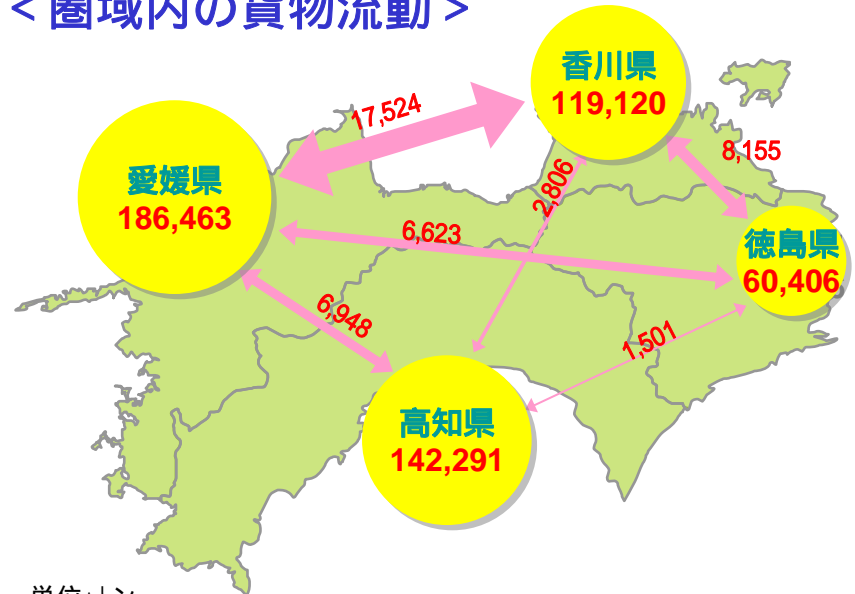 <圏域内の貨物流動>
香川県
119,120
17,524
8,155
愛媛県
186,463
2,806
6,623
徳島県
60,406
6,948
1,501
高知県
142,291
単位:トン